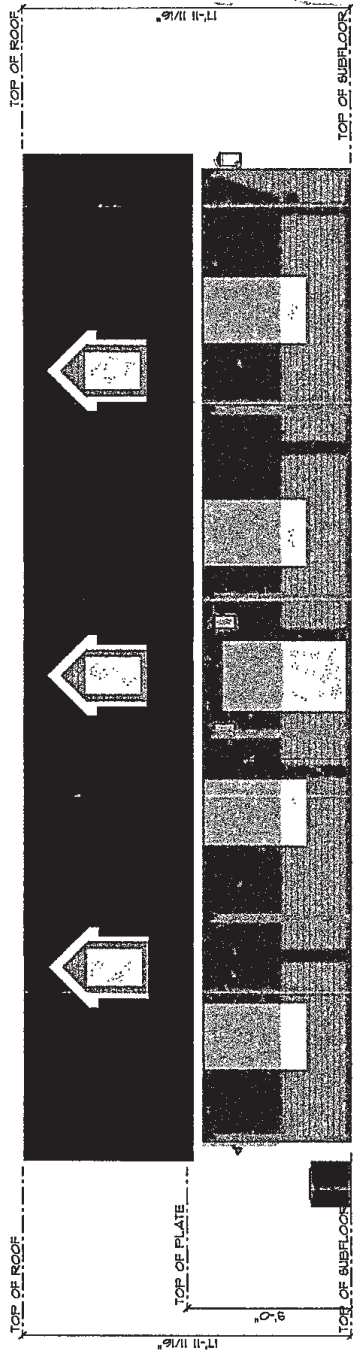 TOP OF ROOF
17'-11 11/16"
TOP OF SUBFLOOR
TOP OF ROOF
TOP OF PLATE
TOP OF SUBFLOOR
9'-0"
17'-11 11/16"